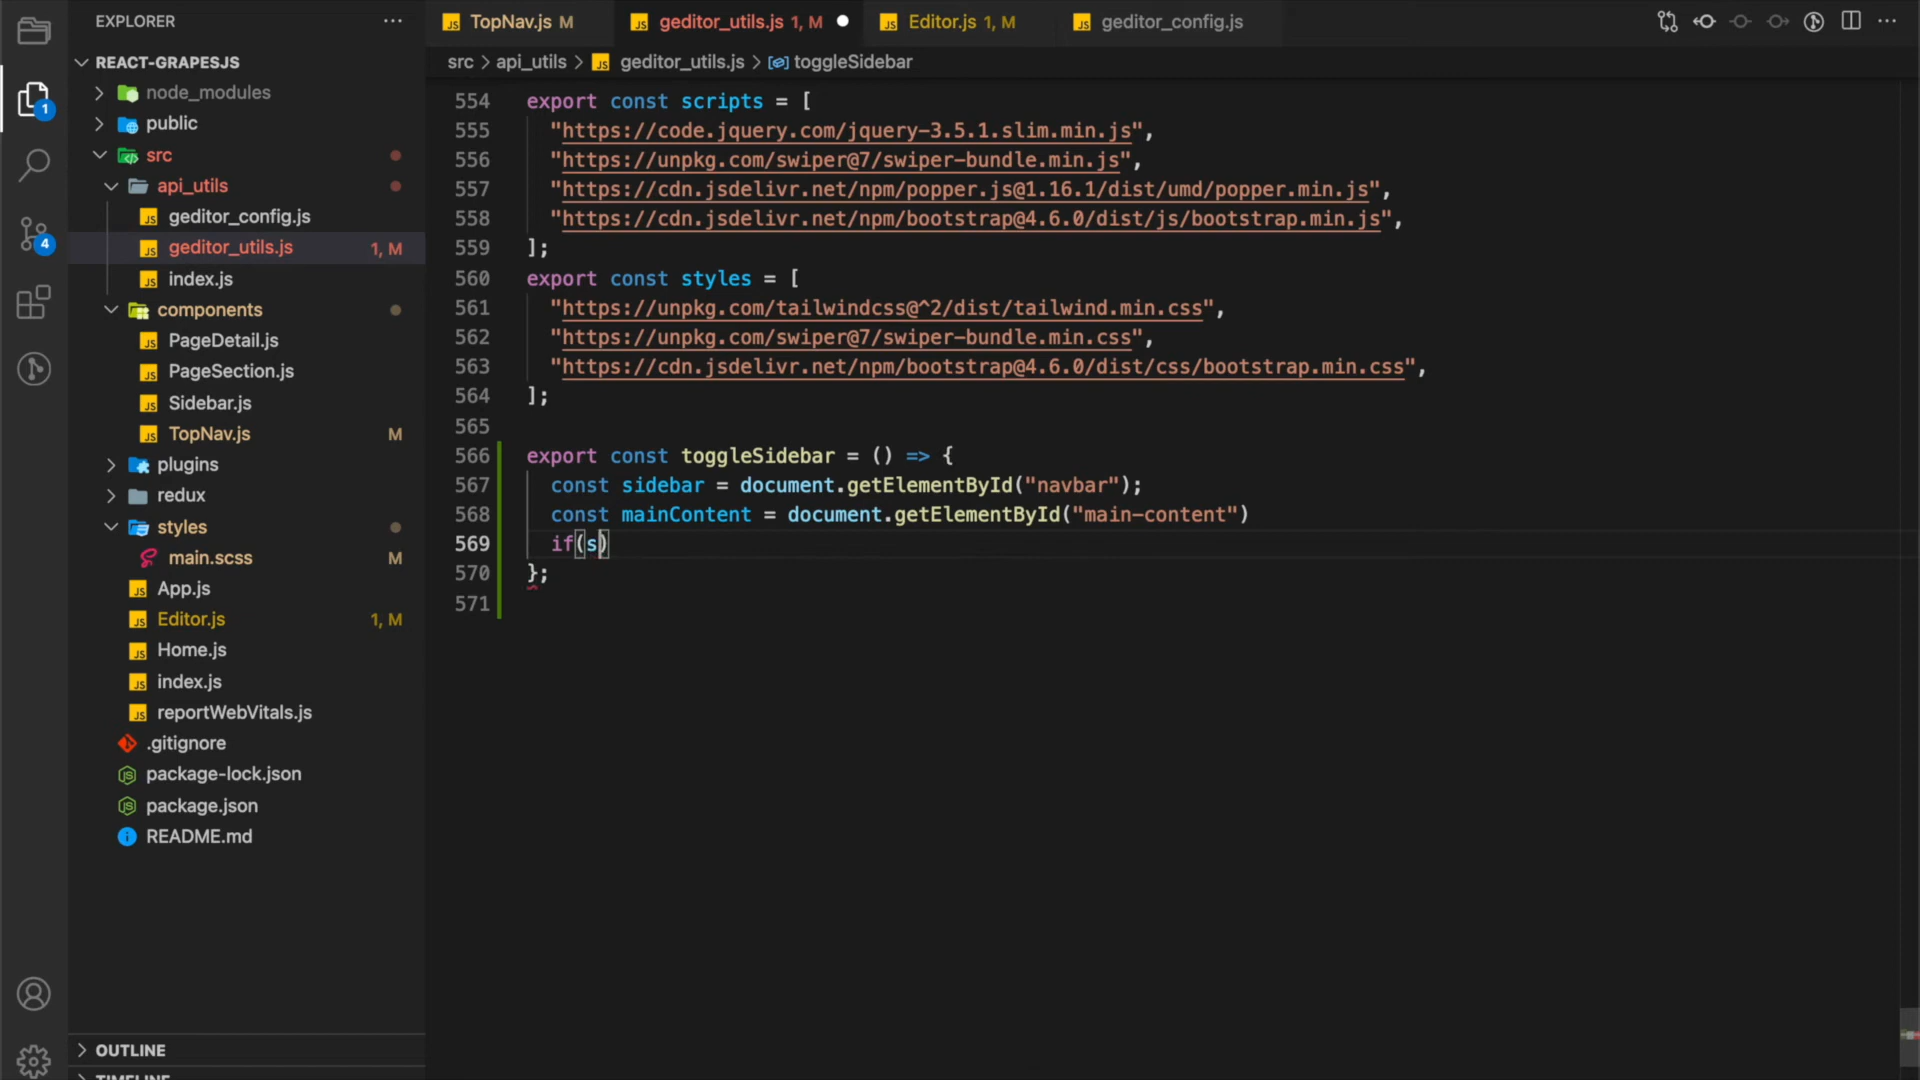 EXPLORER
REACT-GRAPESJS
node_modules
public
src
api_utils
geditor_config.js
geditor_utils.js 1, M
index.js
components
PageDetail.js
PageSection.js
Sidebar.js
TopNav.js M
plugins
redux
styles
main.scss M
App.js
Editor.js 1, M
Home.js
index.js
reportWebVitals.js
.gitignore
package-lock.json
package.json
README.md
OUTLINE
TIMELINE
1
4
TopNav.js M
geditor_utils.js 1, M
Editor.js 1, M
geditor_config.js
src > api_utils > JS geditor_utils.js > toggleSidebar
554 export const scripts = [
555 "https://code.jquery.com/jquery-3.5.1.slim.min.js",
556 "https://unpkg.com/swiper@7/swiper-bundle.min.js",
557 "https://cdn.jsdelivr.net/npm/popper.js@1.16.1/dist/umd/popper.min.js",
558 "https://cdn.jsdelivr.net/npm/bootstrap@4.6.0/dist/js/bootstrap.min.js",
559 ];
560 export const styles = [
561 "https://unpkg.com/tailwindcss@^2/dist/tailwind.min.css",
562 "https://unpkg.com/swiper@7/swiper-bundle.min.css",
563 "https://cdn.jsdelivr.net/npm/bootstrap@4.6.0/dist/css/bootstrap.min.css",
564 ];
565
566 export const toggleSidebar = () => {
567 const sidebar = document.getElementById("navbar");
568 const mainContent = document.getElementById("main-content")
569 if(s)
570 };
571